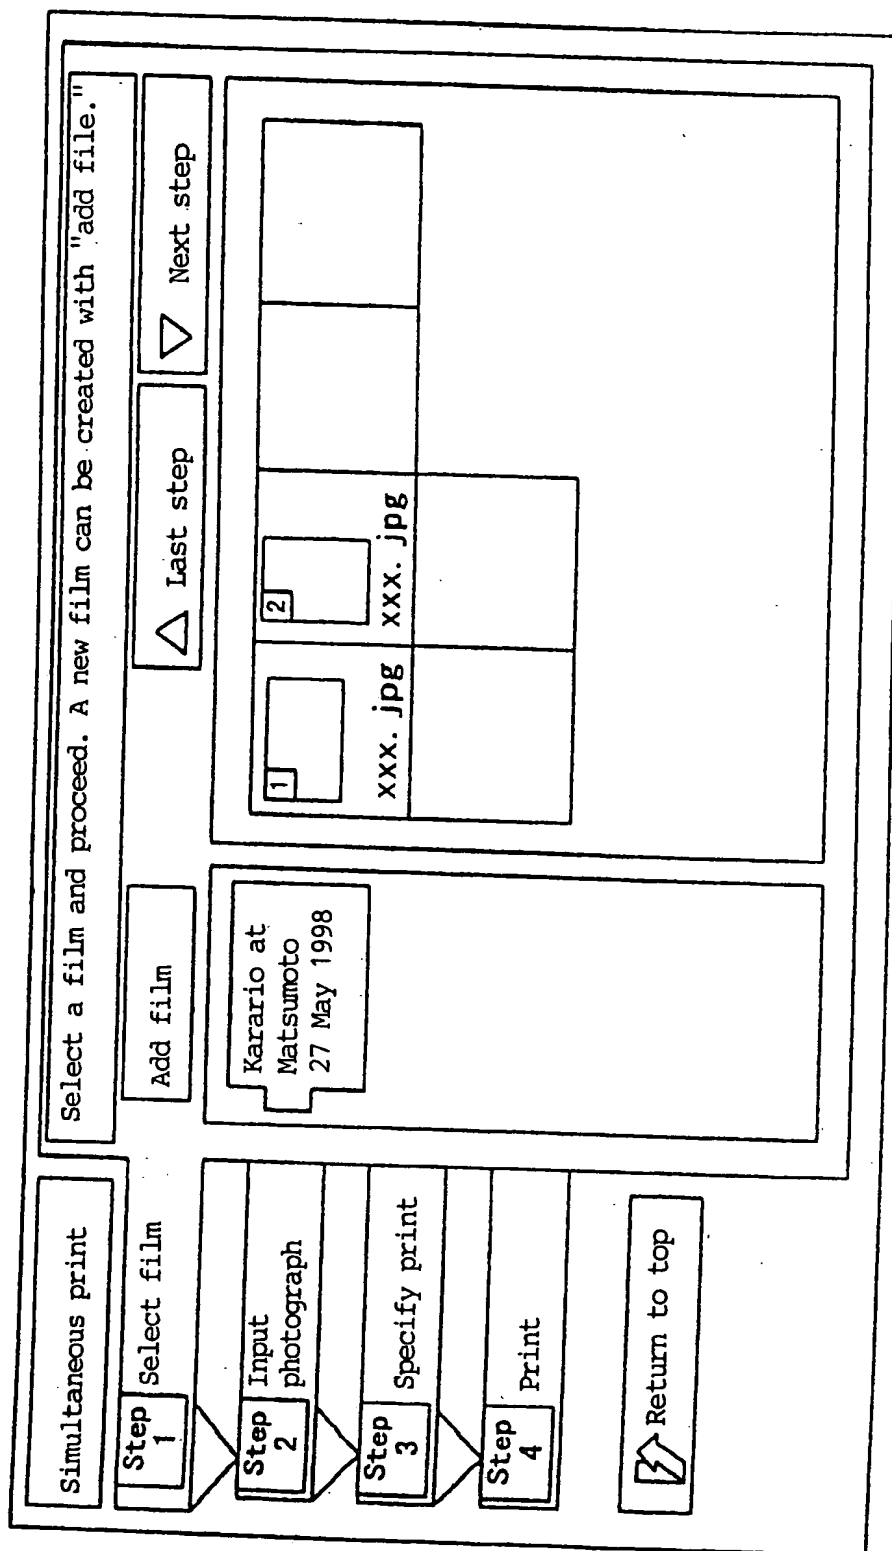 Simultaneous print
Select a film and proceed. A new film can be created with "add file."
Step
1
Select film
Step
2
Input
photograph
Step
3
Specify print
Step
4
Print
Return to top
Add film
△ Last step
▽ Next step
Karario at
Matsumoto
27 May 1998
1
xxx. jpg
2
xxx. jpg